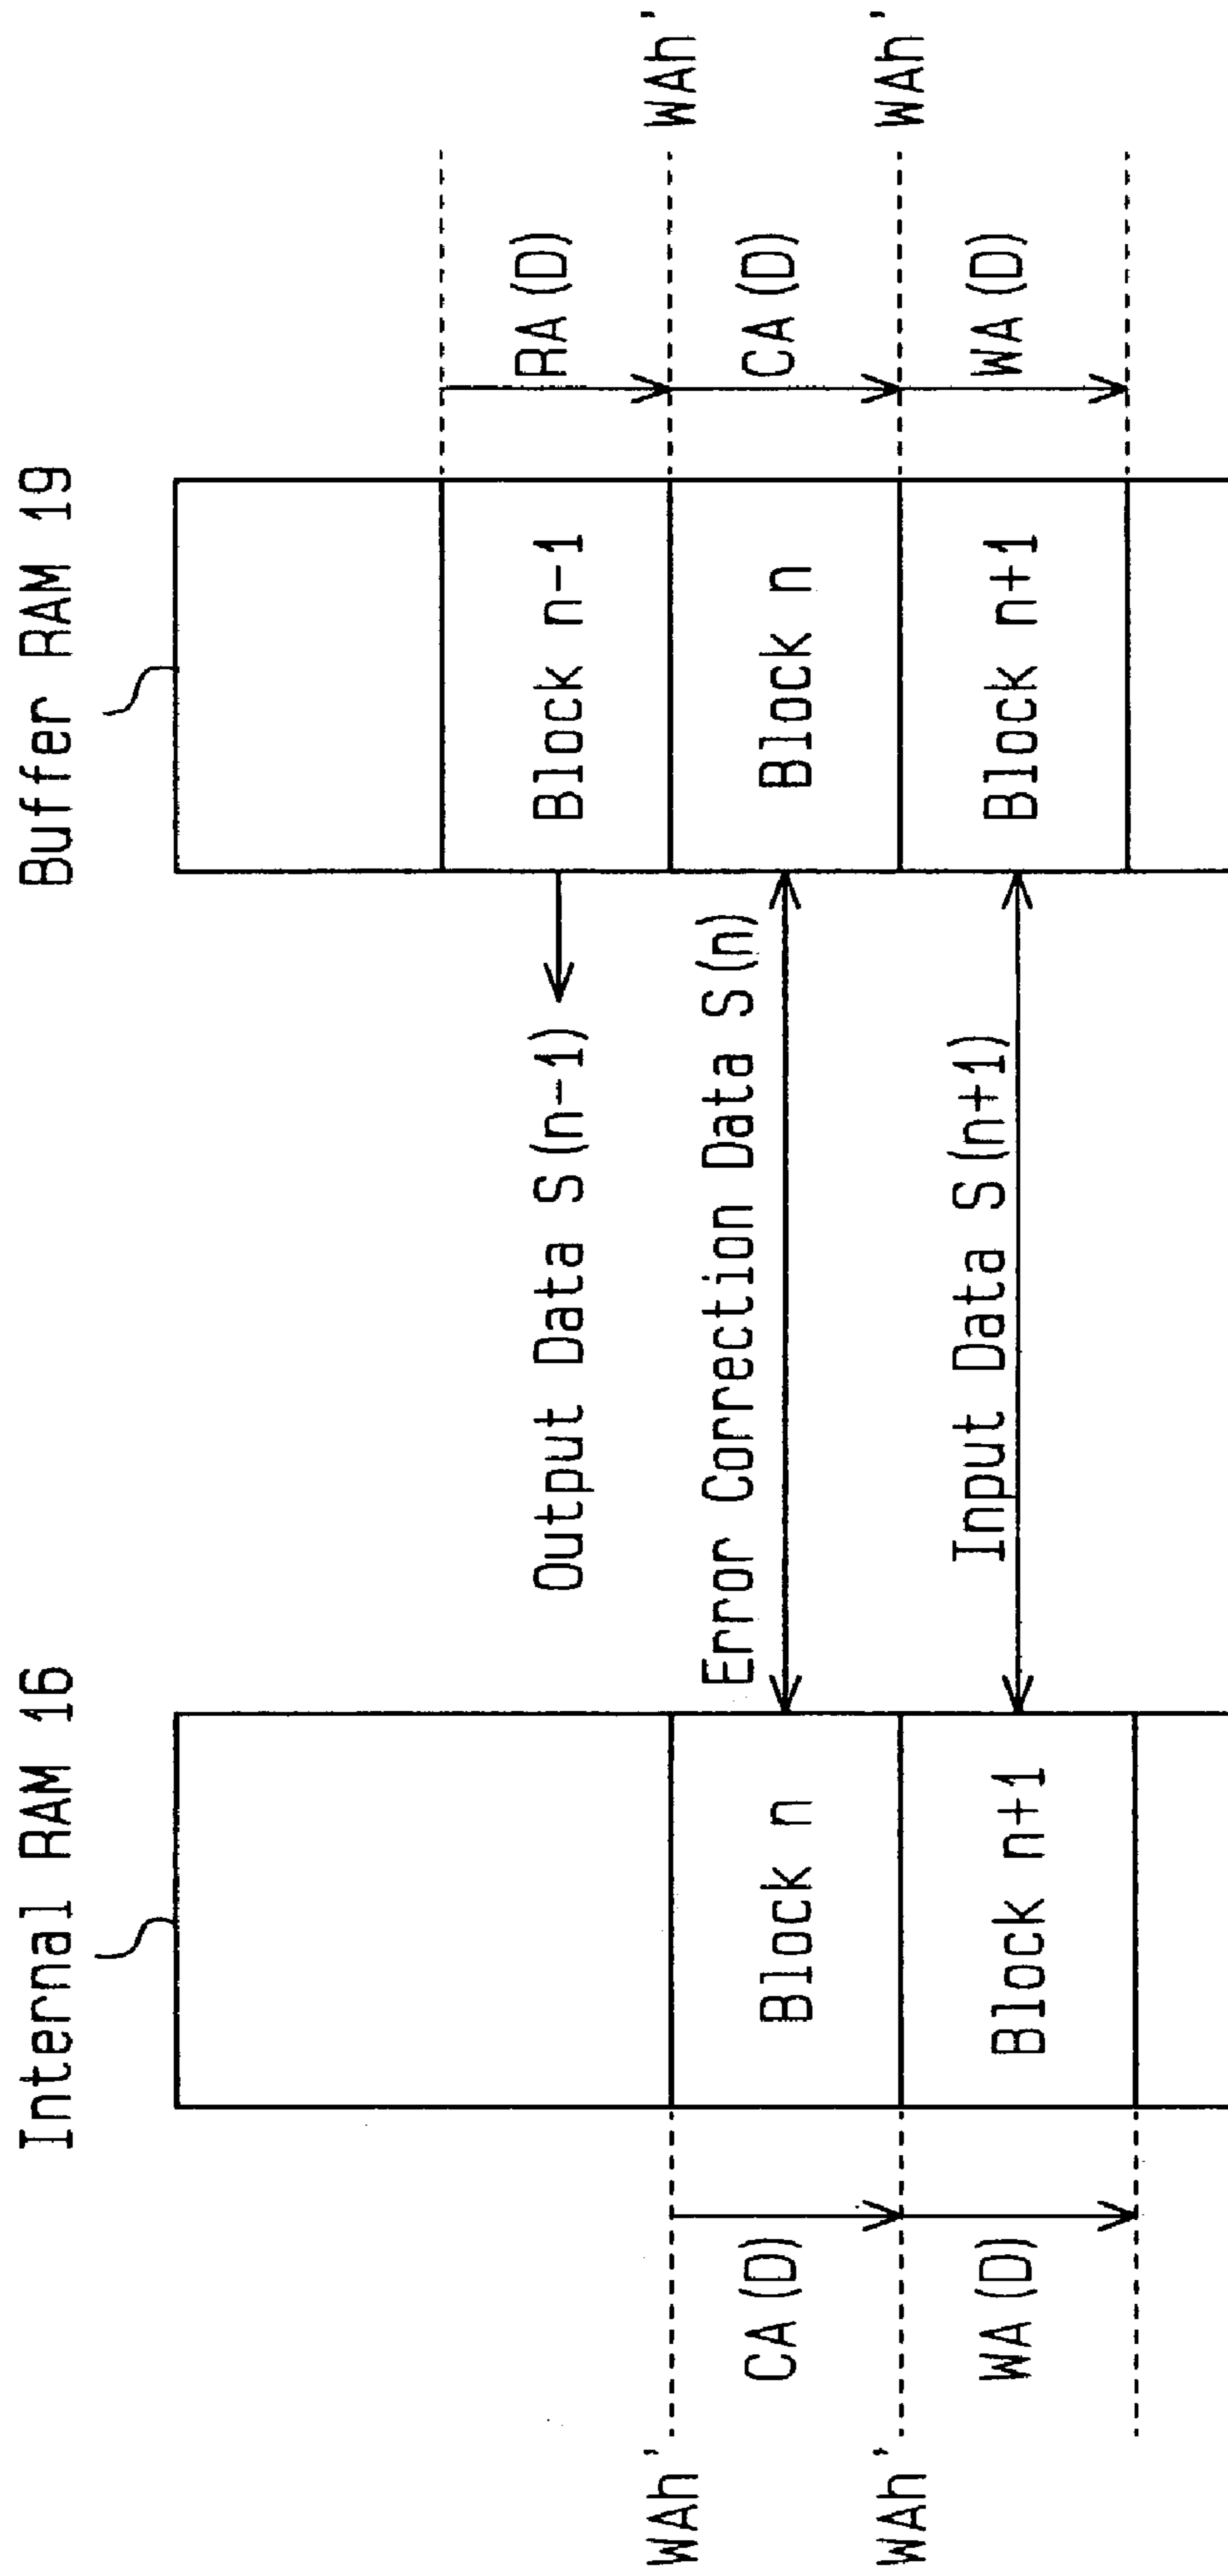 Internal RAM 16
Buffer RAM 19
WAh'
CA (D)
WAh'
WA (D)
Block n
Block n+1
Output Data S(n-1)
Error Correction Data S(n)
Input Data S(n+1)
Block n-1
Block n
Block n+1
RA (D)
WAh'
CA (D)
WAh'
WA (D)